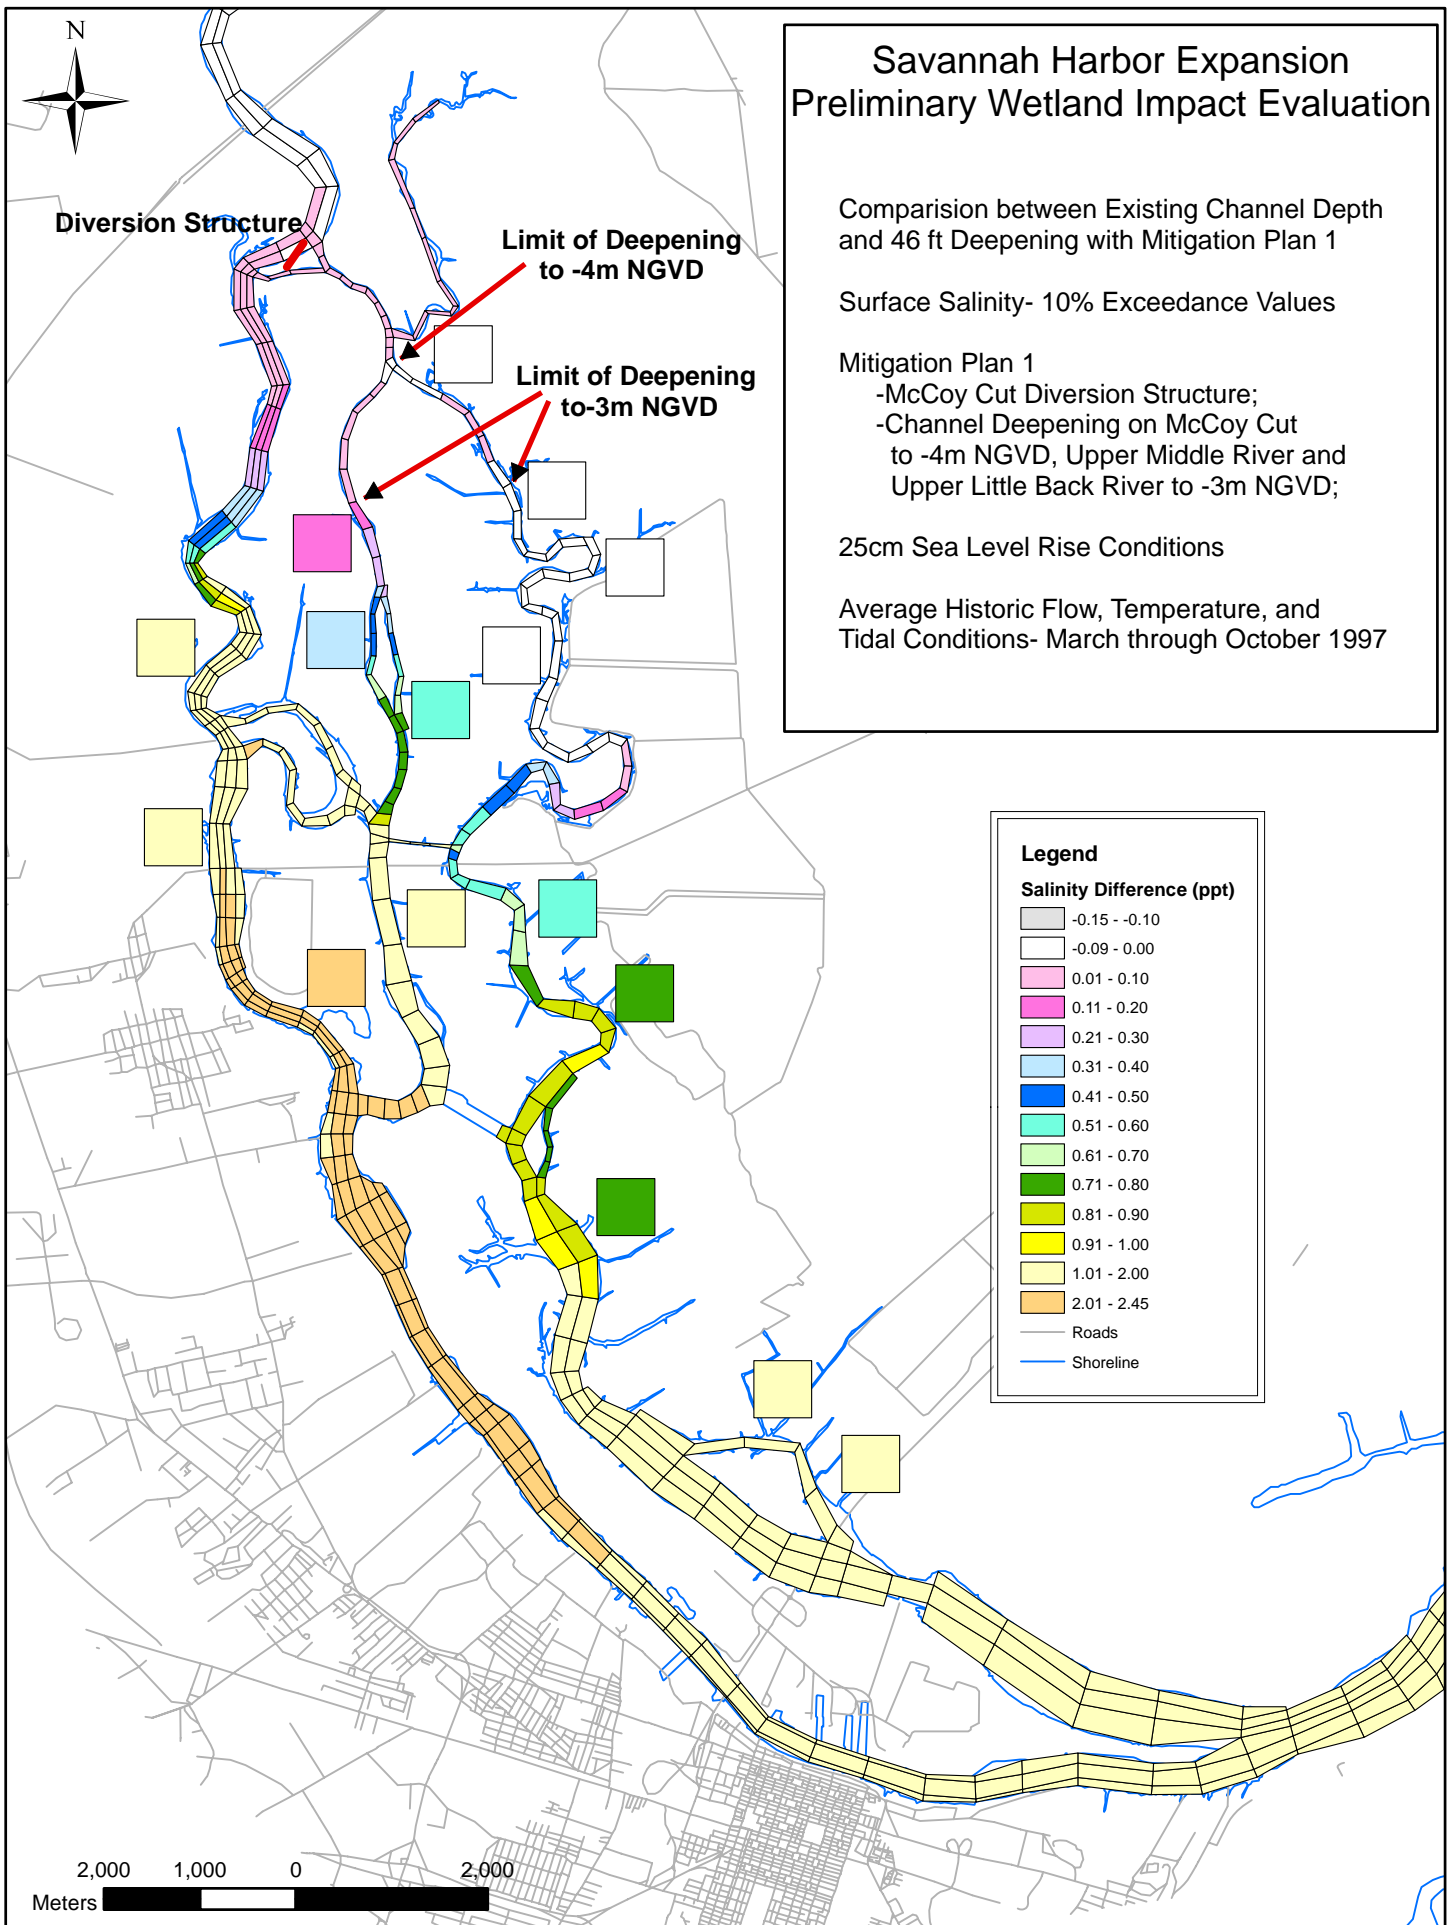 N
Savannah Harbor Expansion
Preliminary Wetland Impact Evaluation
Comparision between Existing Channel Depth
and 46 ft Deepening with Mitigation Plan 1
Surface Salinity- 10% Exceedance Values
Mitigation Plan 1
-McCoy Cut Diversion Structure;
-Channel Deepening on McCoy Cut
to -4m NGVD, Upper Middle River and
Upper Little Back River to -3m NGVD;
25cm Sea Level Rise Conditions
Average Historic Flow, Temperature, and
Tidal Conditions- March through October 1997
Diversion Structure
Limit of Deepening
to -4m NGVD
Limit of Deepening
to-3m NGVD
Legend
Salinity Difference (ppt)
-0.15 - -0.10
-0.09 - 0.00
0.01 - 0.10
0.11 - 0.20
0.21 - 0.30
0.31 - 0.40
0.41 - 0.50
0.51 - 0.60
0.61 - 0.70
0.71 - 0.80
0.81 - 0.90
0.91 - 1.00
1.01 - 2.00
2.01 - 2.45
Roads
Shoreline
2,000 1,000 0 2,000
Meters